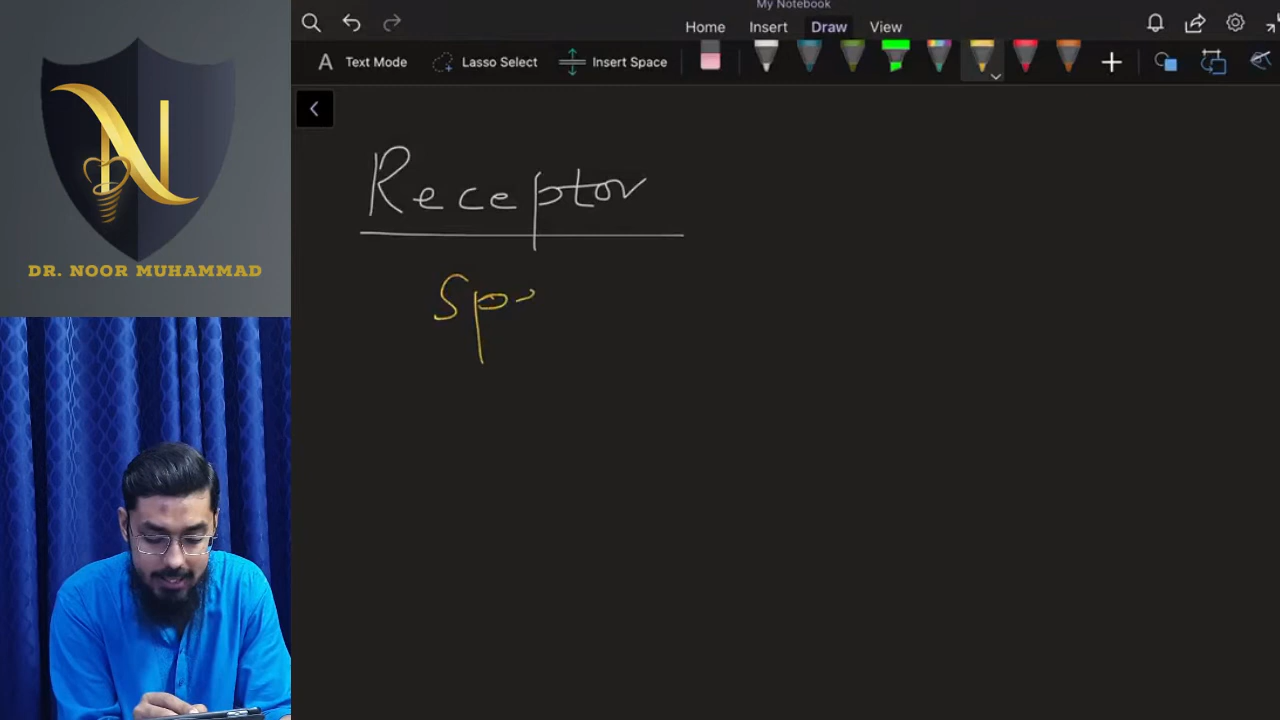 My Notebook
Home Insert Draw View
Text Mode Lasso Select Insert Space
N
DR. NOOR MUHAMMAD
Receptor
Sp